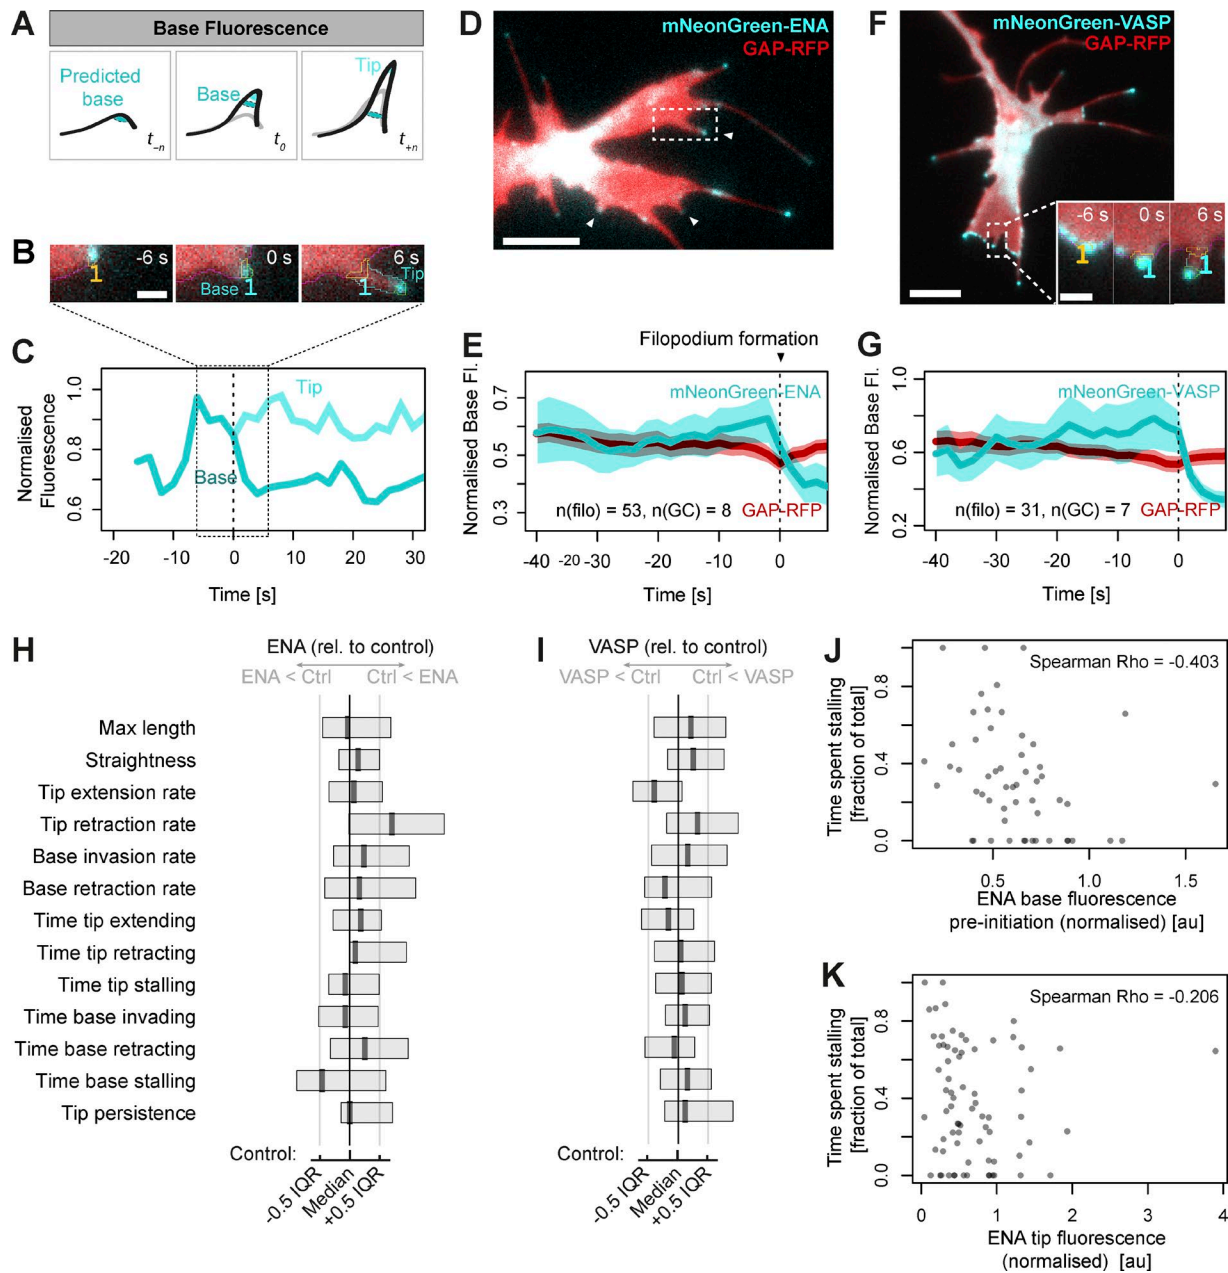 A
Base Fluorescence
Predicted
base
t-n
Base
t0
Tip
t+n
B
-6 s
1
0 s
Base 1
6 s
Tip
1
C
Normalised
Fluorescence
1.0
0.8
0.6
Tip
Base
-20 -10 0 10 20 30
Time [s]
D
mNeonGreen-ENA
GAP-RFP
E
Filopodium formation
Normalised Base Fl.
0.7
0.5
0.3
mNeonGreen-ENA
n(filo) = 53, n(GC) = 8
GAP-RFP
-40 -20 -30 -20 -10 0
Time [s]
F
mNeonGreen-VASP
GAP-RFP
-6 s
1
0 s
1
6 s
1
G
Normalised Base Fl.
1.0
0.6
0.2
mNeonGreen-VASP
n(filo) = 31, n(GC) = 7
GAP-RFP
-40 -30 -20 -10 0
Time [s]
H
ENA (rel. to control)
ENA < Ctrl
Ctrl < ENA
Max length
Straightness
Tip extension rate
Tip retraction rate
Base invasion rate
Base retraction rate
Time tip extending
Time tip retracting
Time tip stalling
Time base invading
Time base retracting
Time base stalling
Tip persistence
Control:
-0.5 IQR
Median
+0.5 IQR
I
VASP (rel. to control)
VASP < Ctrl
Ctrl < VASP
-0.5 IQR
Median
+0.5 IQR
J
Spearman Rho = -0.403
Time spent stalling
[fraction of total]
0.8
0.4
0.0
0.5 1.0 1.5
ENA base fluorescence
pre-initiation (normalised) [au]
K
Spearman Rho = -0.206
Time spent stalling
[fraction of total]
0.8
0.4
0.0
0 1 2 3 4
ENA tip fluorescence
(normalised) [au]